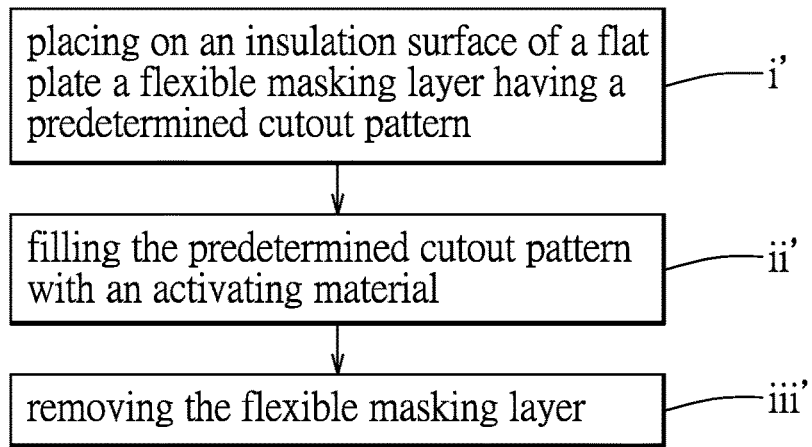 placing on an insulation surface of a flat
plate a flexible masking layer having a
predetermined cutout pattern
i’
filling the predetermined cutout pattern
with an activating material
ii’
removing the flexible masking layer
iii’